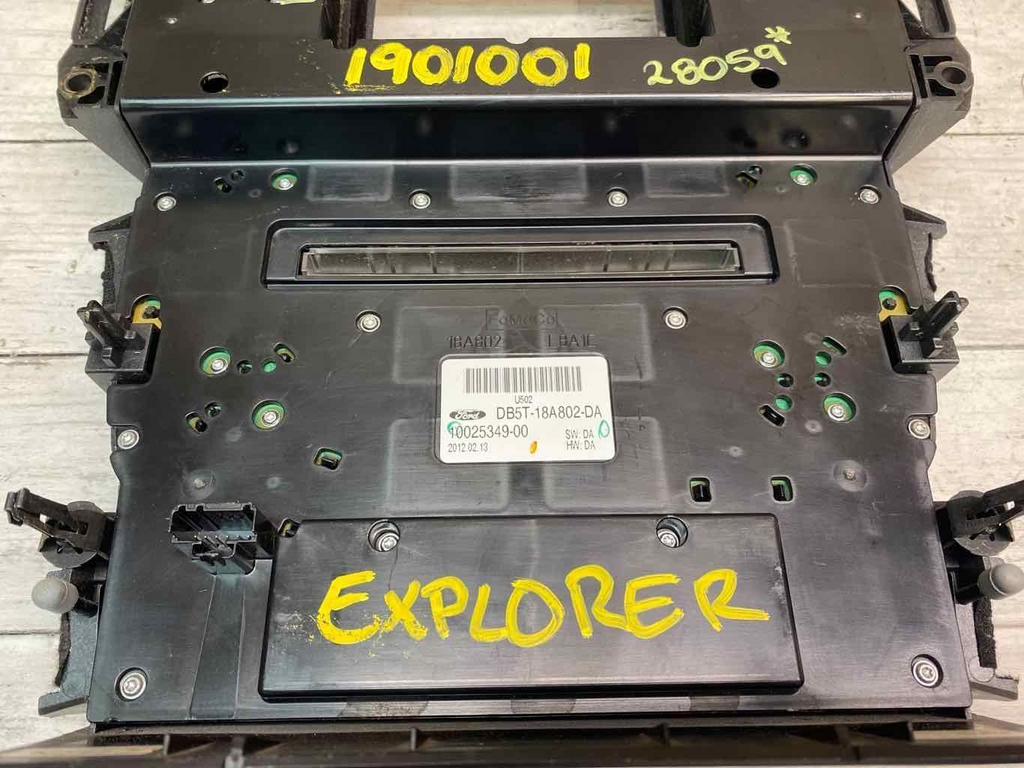 1901001 28059*
FoMoCo
18A802 LBA1E
U502
Ford DB5T-18A802-DA
10025349-00 SW: DA
2012.02.13 HW: DA
EXPLORER